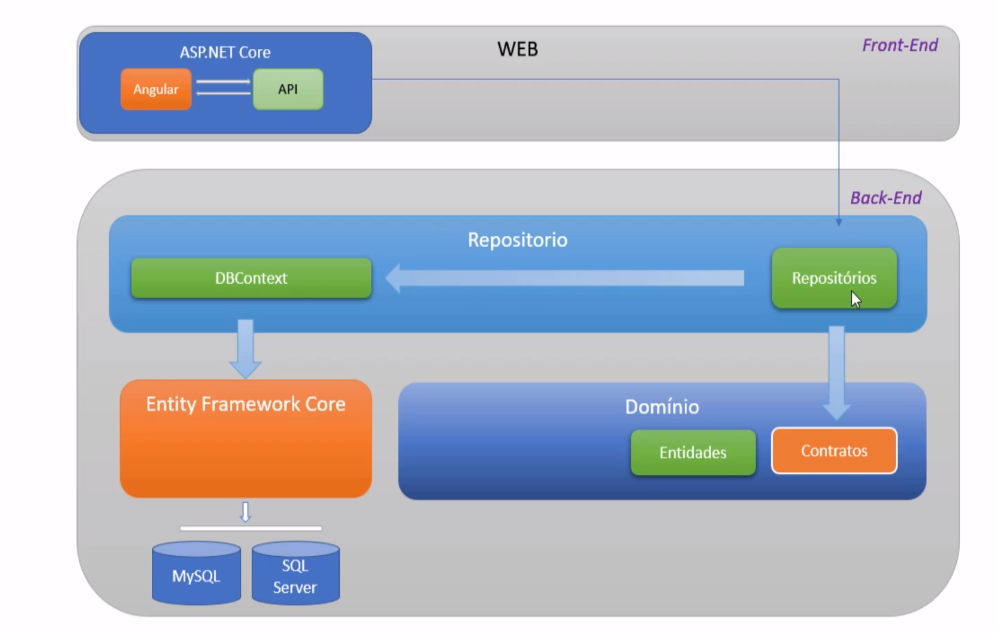 ASP.NET Core
WEB
Front-End
Angular
API
Back-End
Repositorio
DBContext
Repositórios
Entity Framework Core
Domínio
Entidades
Contratos
MySQL
SQL
Server